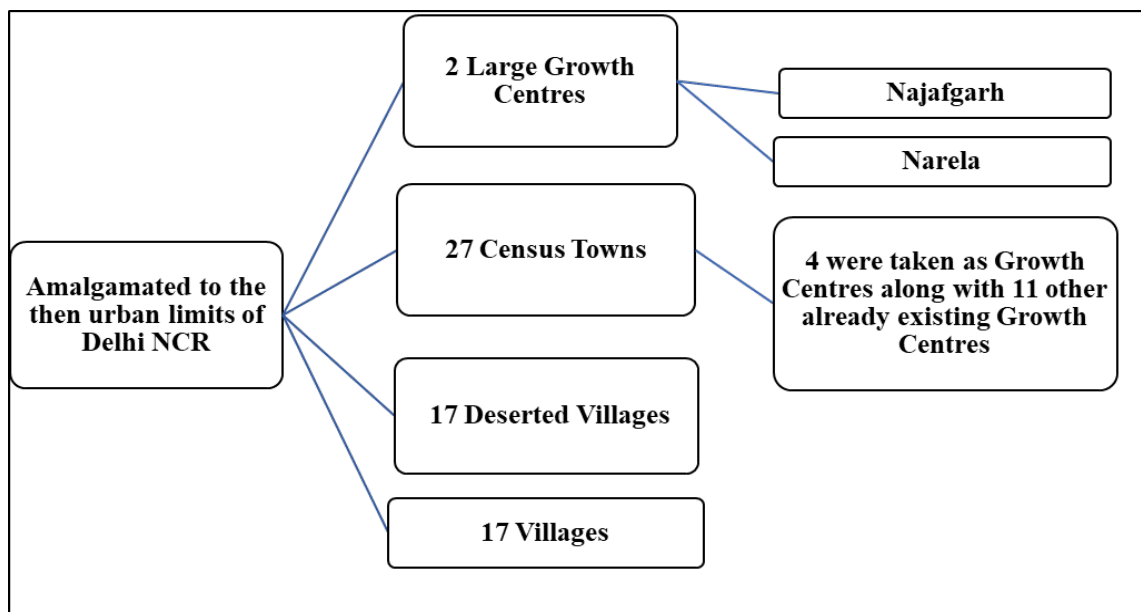 2 Large Growth
Centres
Najafgarh
Narela
27 Census Towns
Amalgamated to the
then urban limits of
Delhi NCR
4 were taken as Growth
Centres along with 11 other
already existing Growth
Centres
17 Deserted Villages
17 Villages